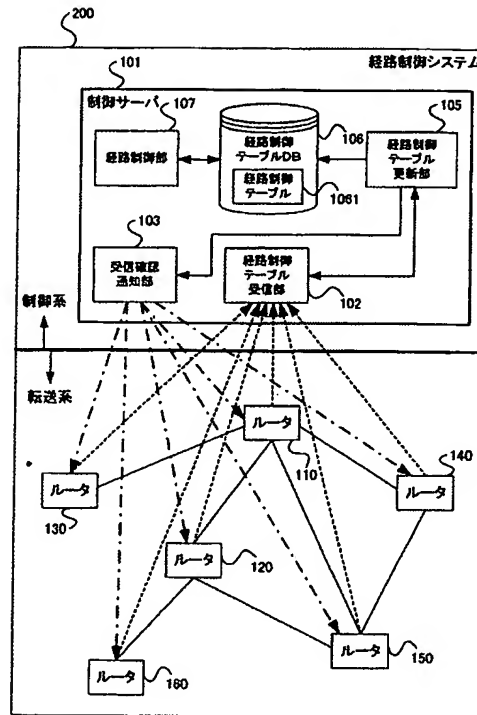 200
経路制御システム
101
制御サーバ
107
経路制御部
経路制御
テーブルDB
経路制御
テーブル
106
1061
105
経路制御
テーブル
更新部
103
受信確認
通知部
経路制御
テーブル
受信部
102
制御系
転送系
ルータ
110
ルータ
130
ルータ
140
ルータ
120
ルータ
150
ルータ
160